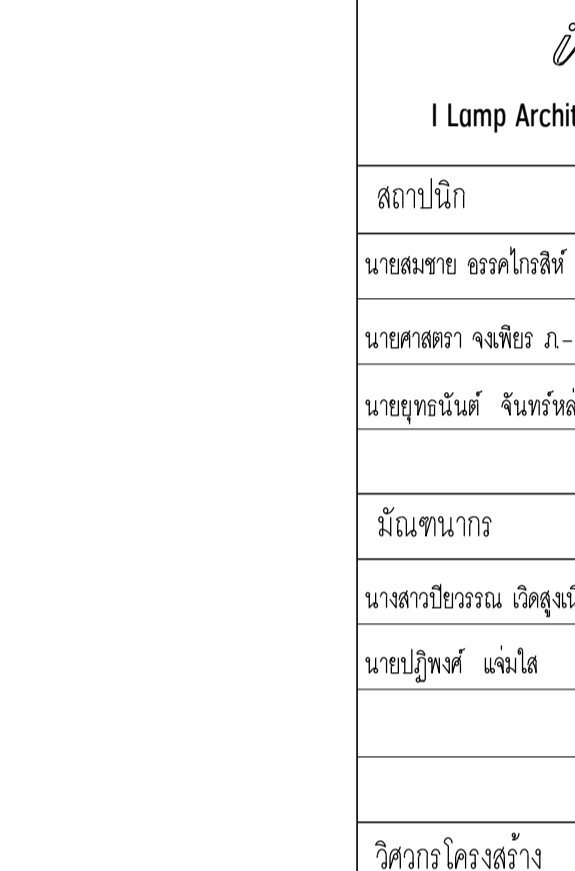 I Lamp Archit
สถาปนิก
นายสมชาย อรรคไกรสีห์
นายศาสตรา จงเพียร ภ.-
นายยุทธนันต์ จันทร์หล
มัณฑนากร
นางสาวปิยวรรณ เวิดสูงเนิ
นายปฏิพงศ์ แจ่มใส
วิศวกรโครงสร้าง